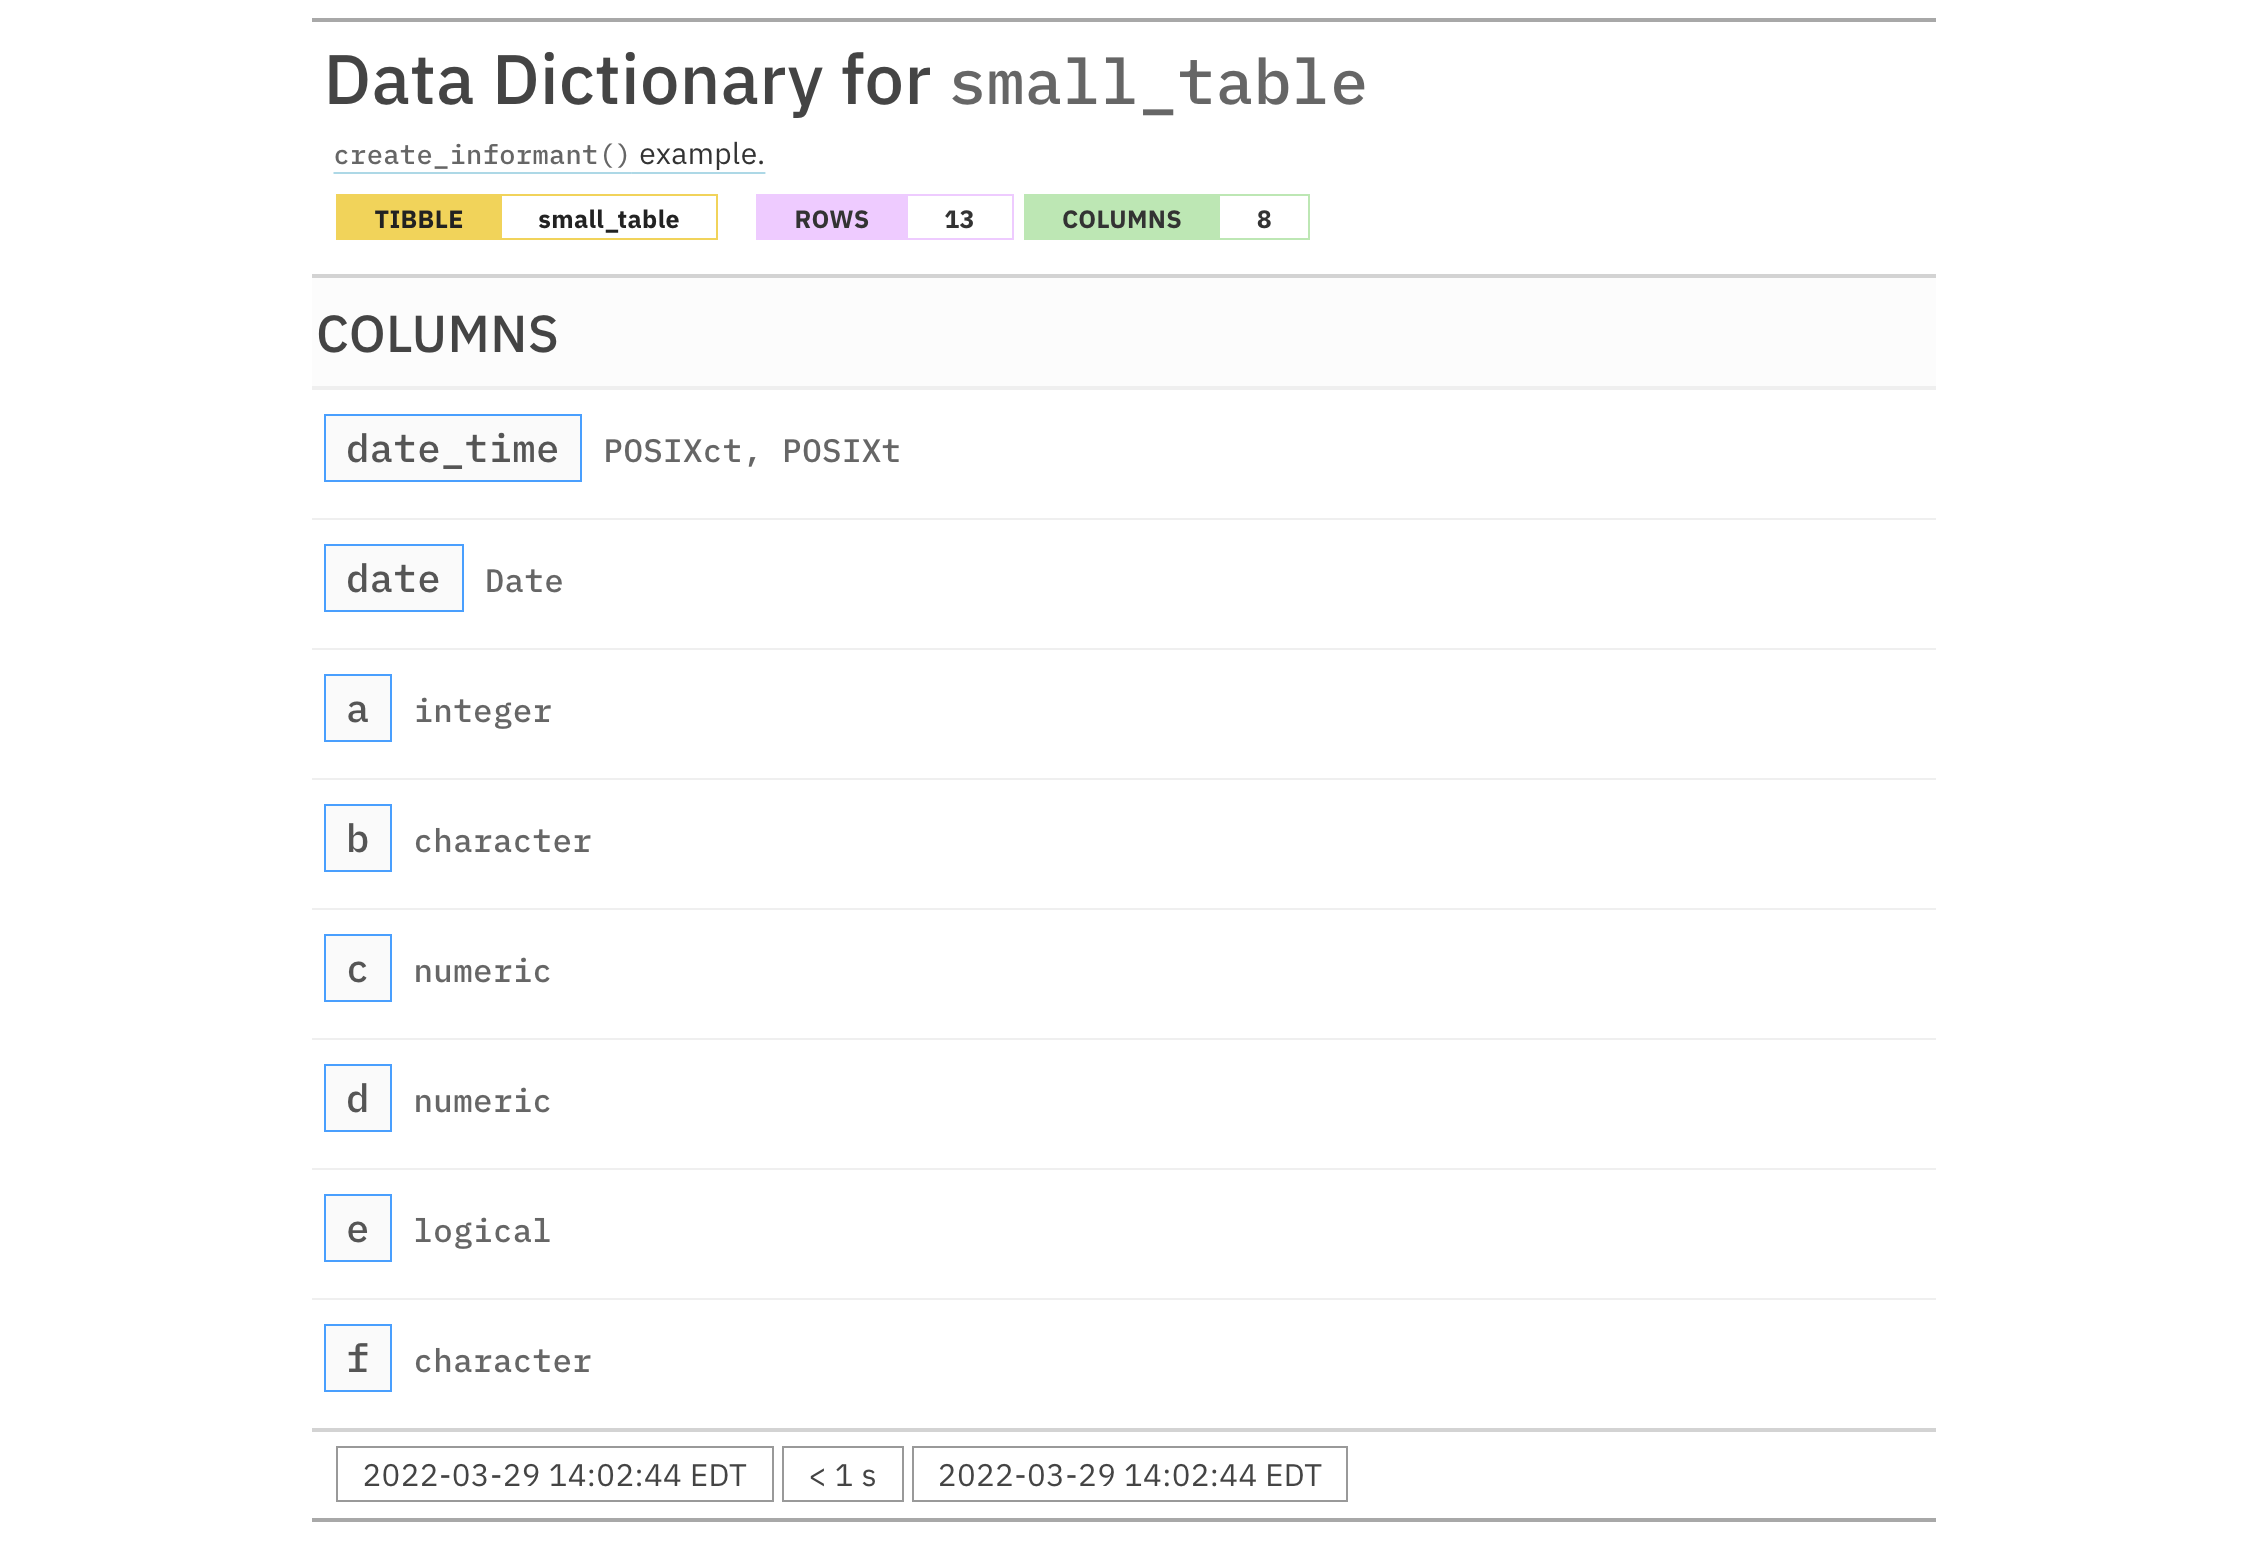 Data Dictionary for small_table
create_informant() example.
TIBBLE small_table ROWS 13 COLUMNS 8
COLUMNS
date_time POSIXct, POSIXt
date Date
a integer
b character
c numeric
d numeric
e logical
f character
2022-03-29 14:02:44 EDT < 1 s 2022-03-29 14:02:44 EDT